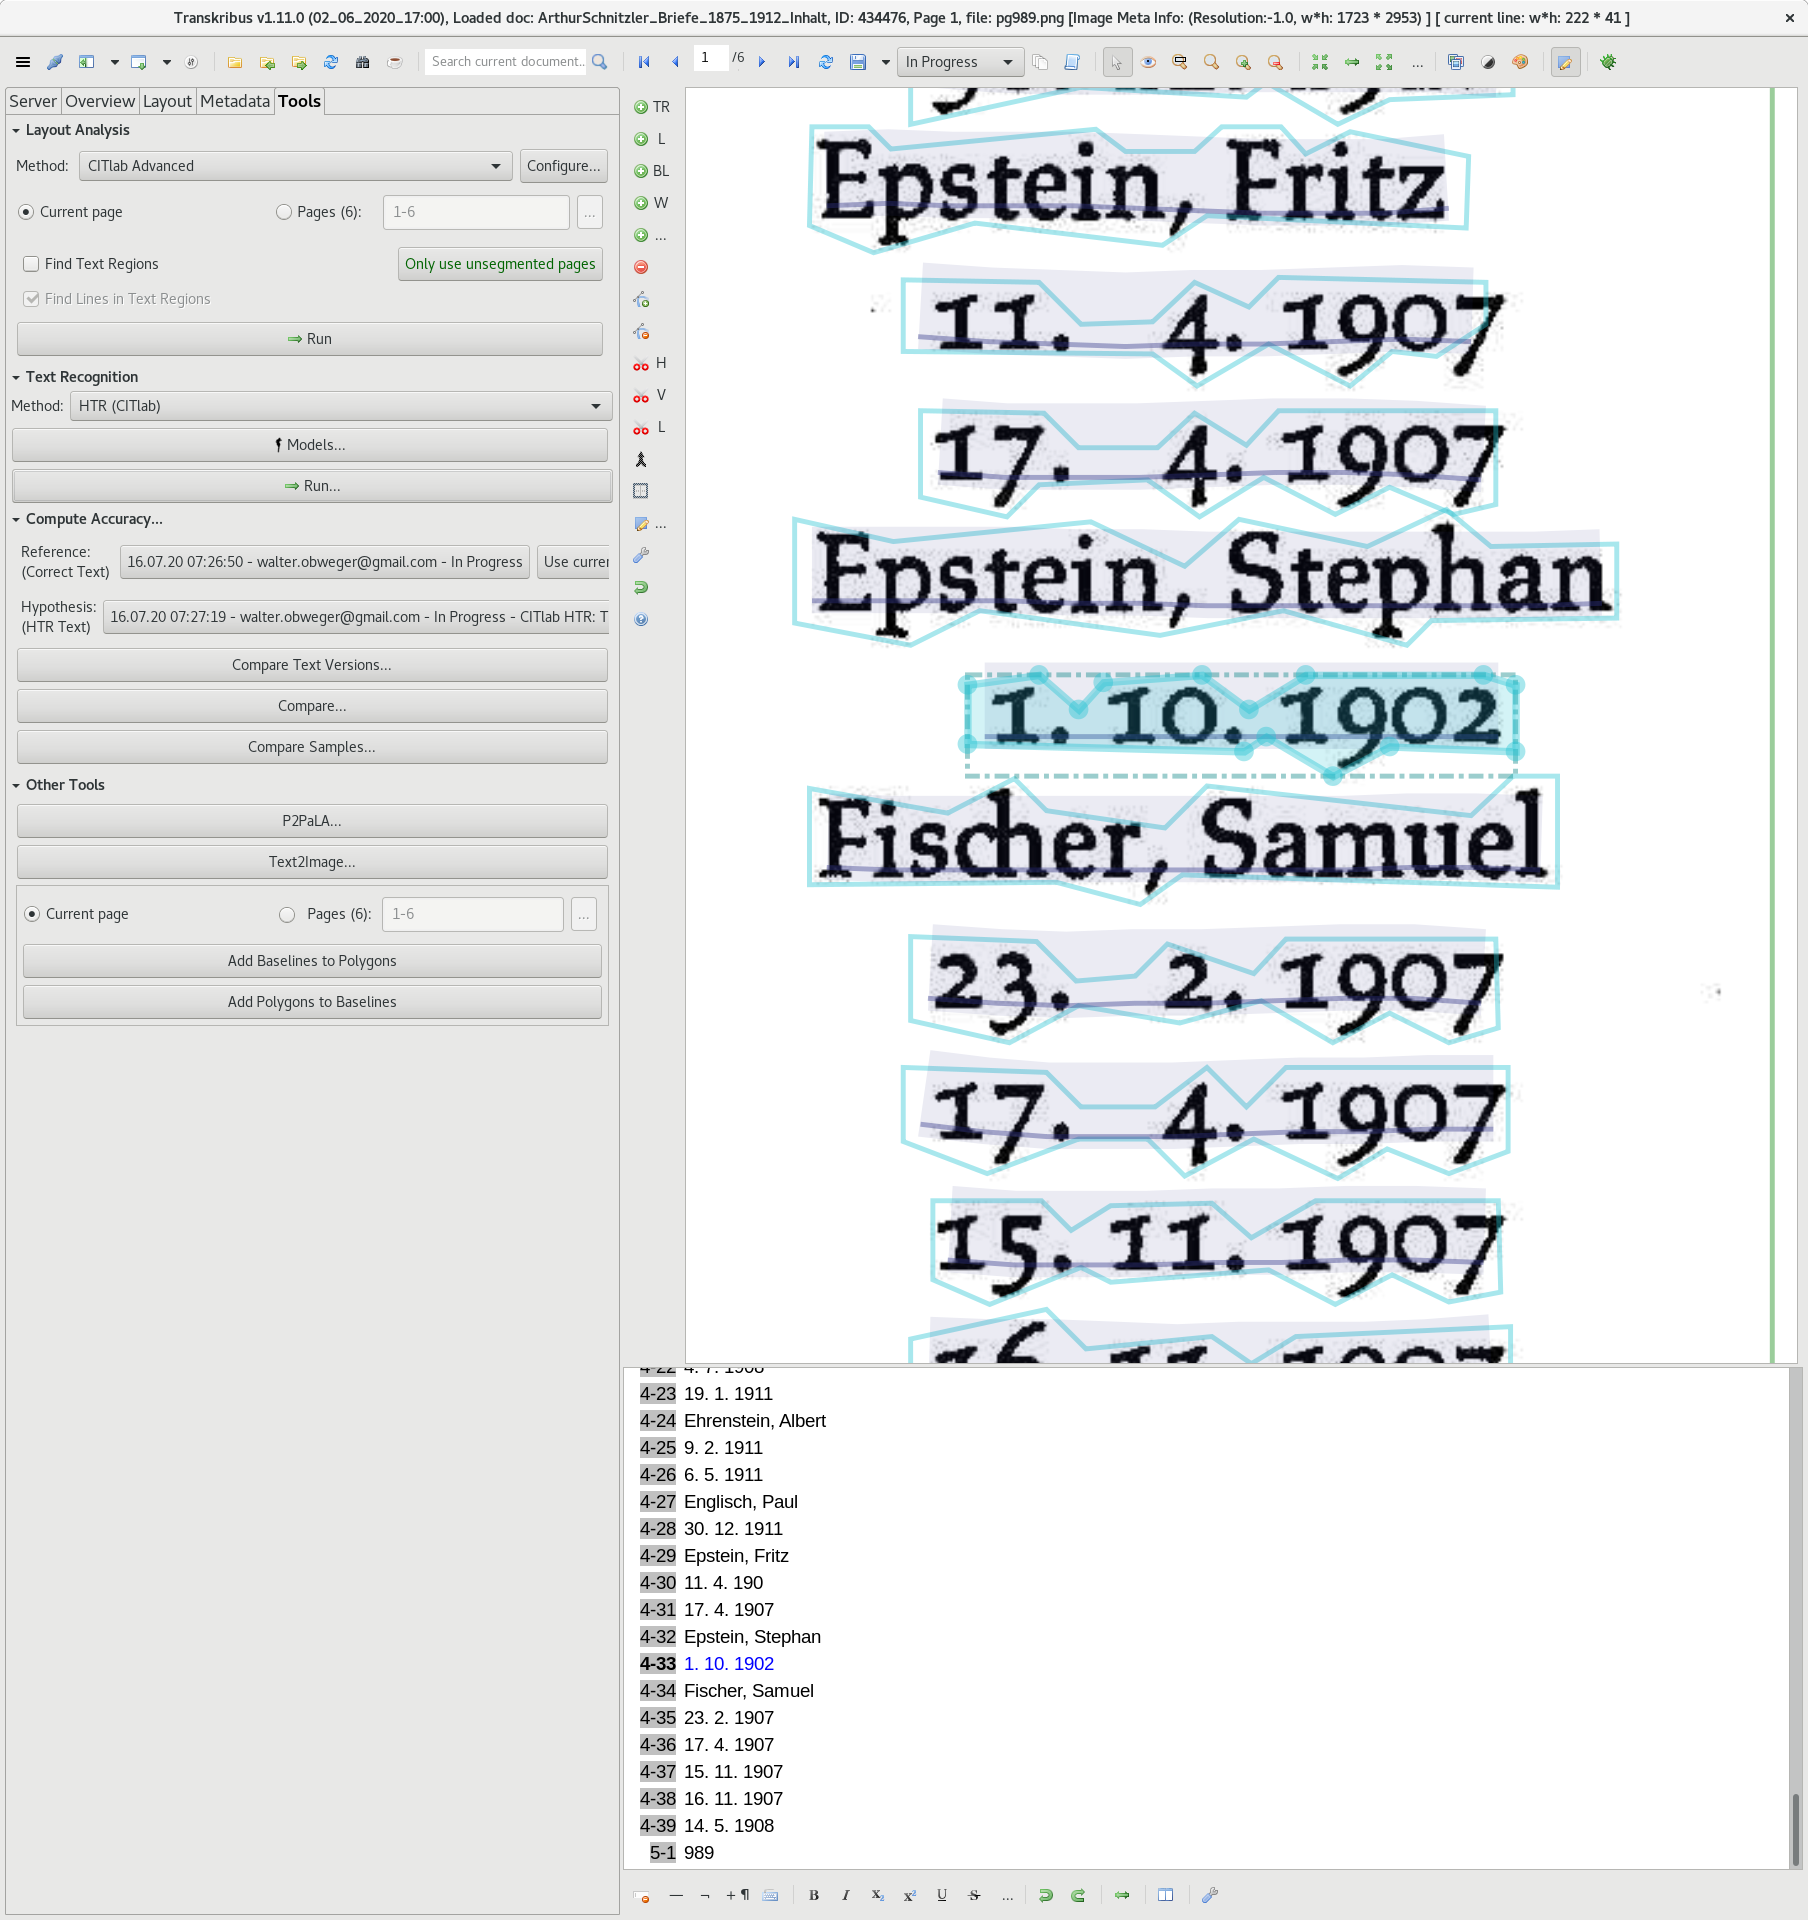 Transkribus v1.11.0 (02_06_2020_17:00), Loaded doc: ArthurSchnitzler_Briefe_1875_1912_Inhalt, ID: 434476, Page 1, file: pg989.png [Image Meta Info: (Resolution:-1.0, w*h: 1723 * 2953) ] [ current line: w*h: 222 * 41 ]
Search current document... 1 /6 In Progress ...
Server Overview Layout Metadata Tools
Layout Analysis
Method: CITlab Advanced Configure...
Current page Pages (6): 1-6 ...
Find Text Regions Only use unsegmented pages
Find Lines in Text Regions
Run
Text Recognition
Method: HTR (CITlab)
Models...
Run...
Compute Accuracy...
Reference:
(Correct Text)
16.07.20 07:26:50 - walter.obweger@gmail.com - In Progress Use currer
Hypothesis:
(HTR Text)
16.07.20 07:27:19 - walter.obweger@gmail.com - In Progress - CITlab HTR: T
Compare Text Versions...
Compare...
Compare Samples...
Other Tools
P2PaLA...
Text2Image...
Current page Pages (6): 1-6 ...
Add Baselines to Polygons
Add Polygons to Baselines
TR
L
BL
W
...
H
V
L
...
Epstein, Fritz
11. 4. 1907
17. 4. 1907
Epstein, Stephan
1. 10. 1902
Fischer, Samuel
23. 2. 1907
17. 4. 1907
15. 11. 1907
4-22 4. 7. 1908
4-23 19. 1. 1911
4-24 Ehrenstein, Albert
4-25 9. 2. 1911
4-26 6. 5. 1911
4-27 Englisch, Paul
4-28 30. 12. 1911
4-29 Epstein, Fritz
4-30 11. 4. 190
4-31 17. 4. 1907
4-32 Epstein, Stephan
4-33 1. 10. 1902
4-34 Fischer, Samuel
4-35 23. 2. 1907
4-36 17. 4. 1907
4-37 15. 11. 1907
4-38 16. 11. 1907
4-39 14. 5. 1908
5-1 989
— ¬ +¶ B I X₂ x² U S ...